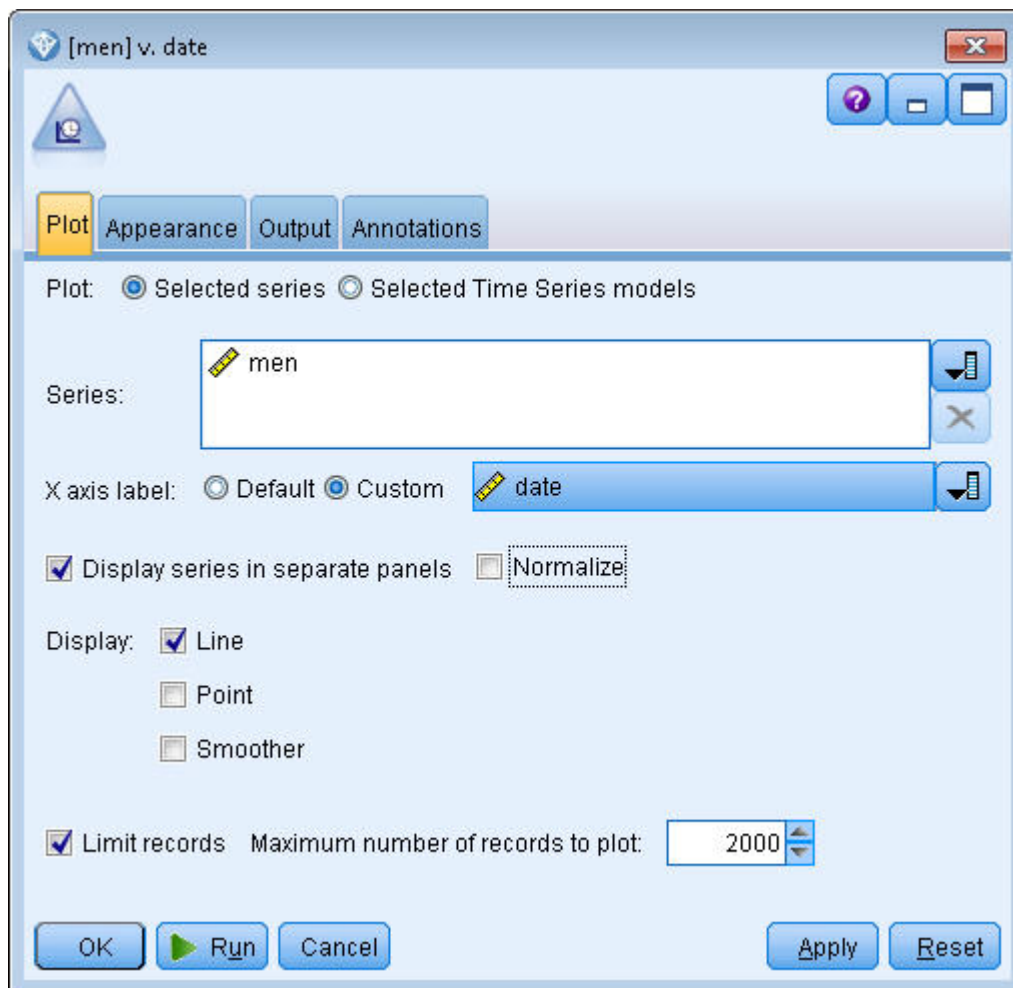 [men] v. date
Plot Appearance Output Annotations
Plot: Selected series Selected Time Series models
men
Series:
X axis label: Default Custom date
Display series in separate panels Normalize
Display: Line
Point
Smoother
Limit records Maximum number of records to plot: 2000
OK Run Cancel Apply Reset